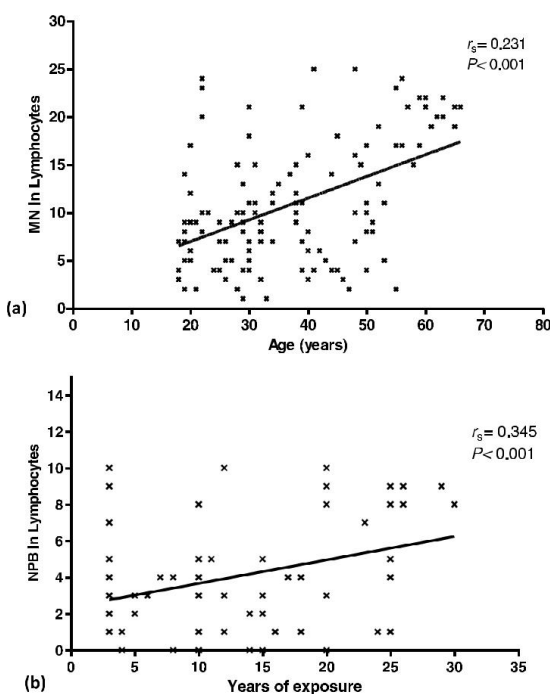 30
25
20
15
10
5
0
MN In Lymphocytes
rs= 0.231
P< 0.001
0 10 20 30 40 50 60 70 80
Age (years)
(a)
14
12
10
8
6
4
2
0
NPB In Lymphocytes
rs= 0.345
P< 0.001
0 5 10 15 20 25 30 35
Years of exposure
(b)